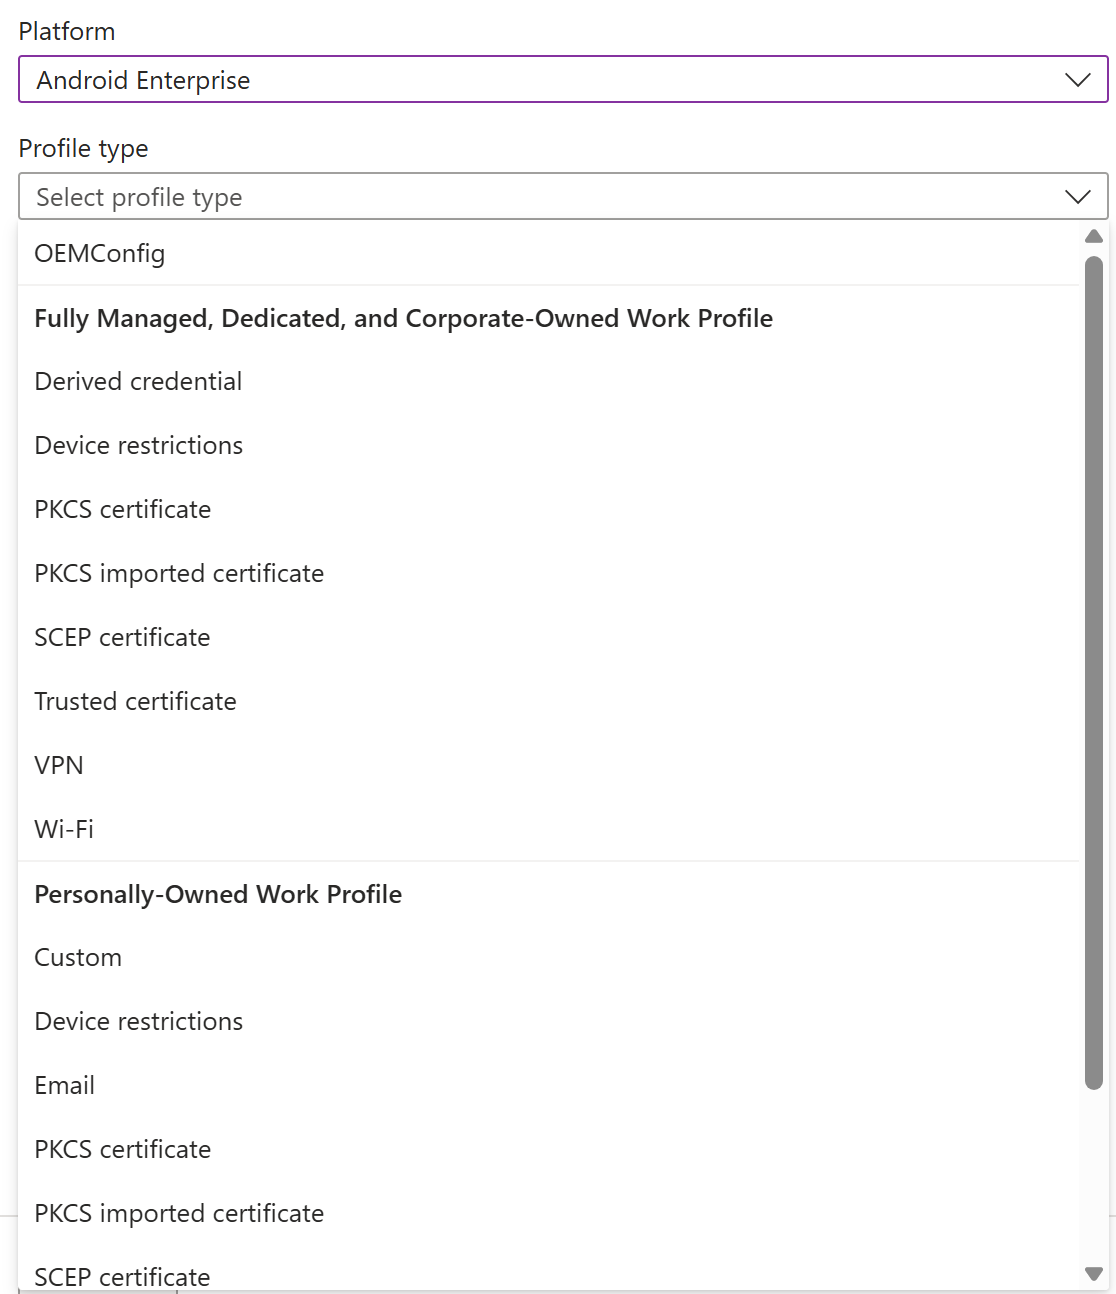 Platform
Android Enterprise
Profile type
Select profile type
OEMConfig
Fully Managed, Dedicated, and Corporate-Owned Work Profile
Derived credential
Device restrictions
PKCS certificate
PKCS imported certificate
SCEP certificate
Trusted certificate
VPN
Wi-Fi
Personally-Owned Work Profile
Custom
Device restrictions
Email
PKCS certificate
PKCS imported certificate
SCEP certificate